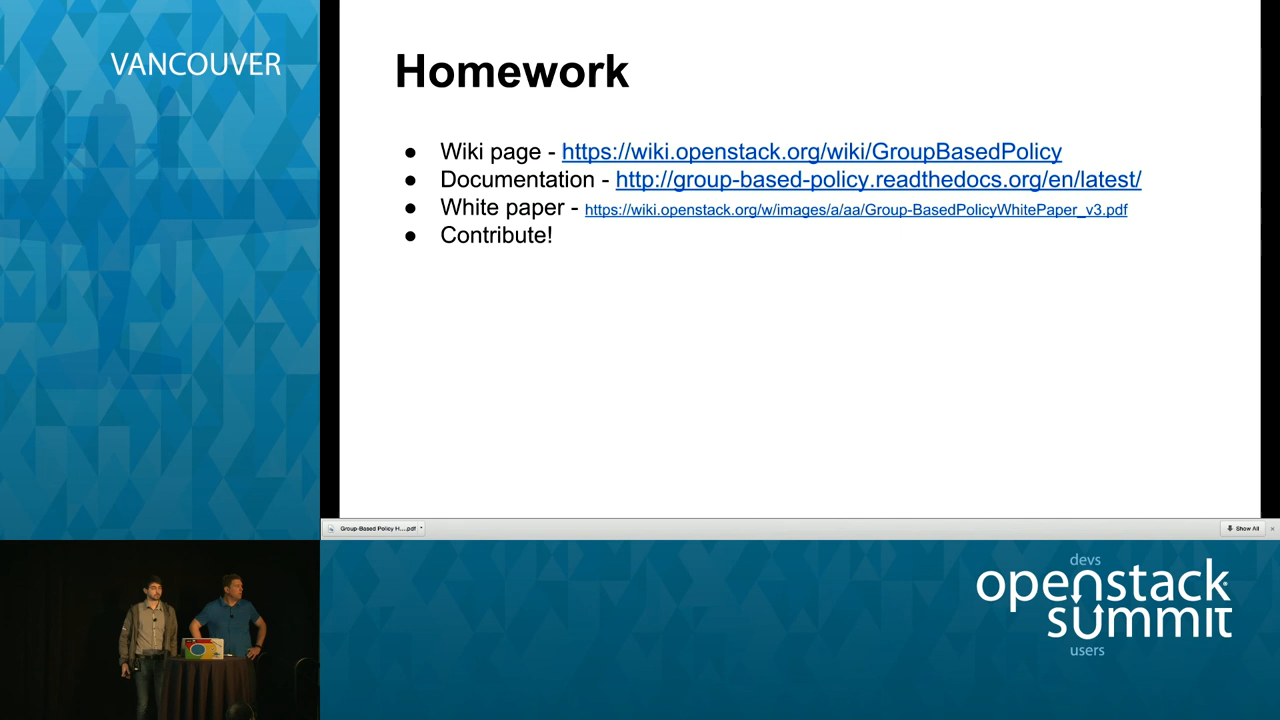 VANCOUVER
Homework
● Wiki page - https://wiki.openstack.org/wiki/GroupBasedPolicy
● Documentation - http://group-based-policy.readthedocs.org/en/latest/
● White paper - https://wiki.openstack.org/w/images/a/aa/Group-BasedPolicyWhitePaper_v3.pdf
● Contribute!
Group-Based Policy H....pdf
Show All
devs
openstack
summit
users